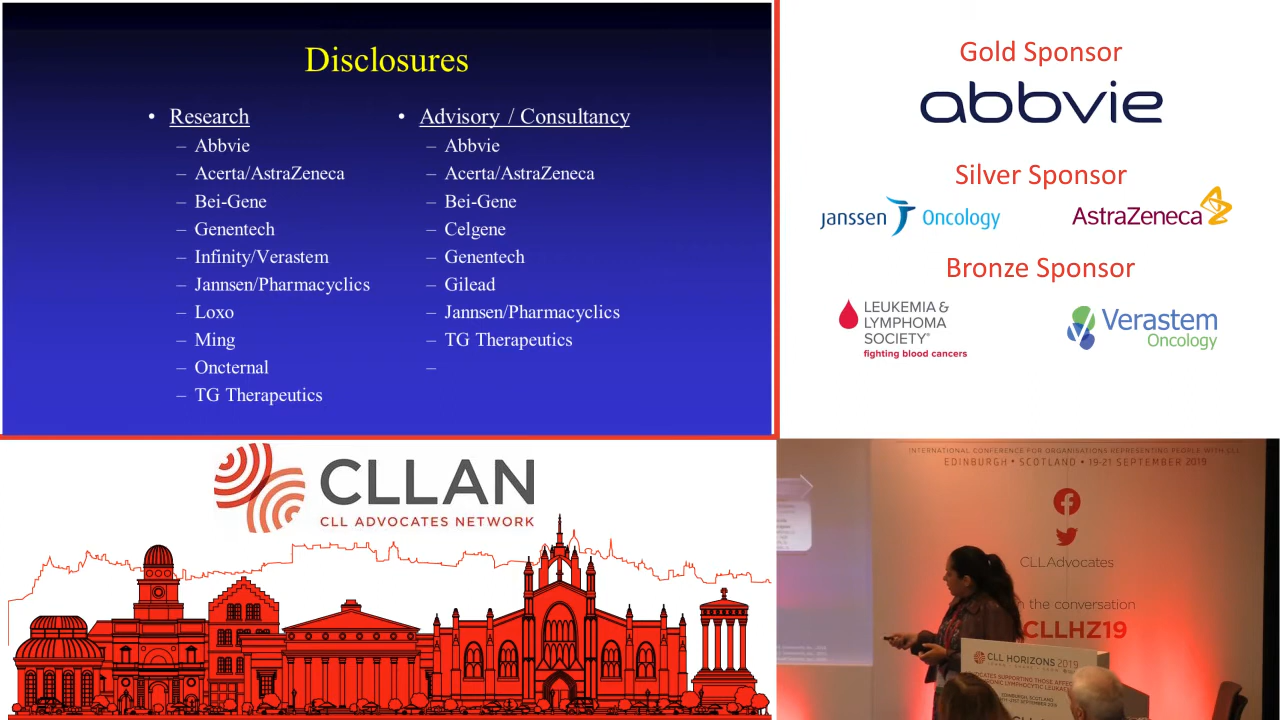 Disclosures
• Research
– Abbvie
– Acerta/AstraZeneca
– Bei-Gene
– Genentech
– Infinity/Verastem
– Jannsen/Pharmacyclics
– Loxo
– Ming
– Oncternal
– TG Therapeutics
• Advisory / Consultancy
– Abbvie
– Acerta/AstraZeneca
– Bei-Gene
– Celgene
– Genentech
– Gilead
– Jannsen/Pharmacyclics
– TG Therapeutics
–
Gold Sponsor
abbvie
Silver Sponsor
janssen Oncology
AstraZeneca
Bronze Sponsor
LEUKEMIA &
LYMPHOMA
SOCIETY®
fighting blood cancers
Verastem
Oncology
CLLAN
CLL ADVOCATES NETWORK
INTERNATIONAL CONFERENCE FOR ORGANISATIONS REPRESENTING PEOPLE WITH CLL
EDINBURGH • SCOTLAND • 19-21 SEPTEMBER 2019
CLLAdvocates
n the conversation
CLLHZ19
CLL HORIZONS 2019